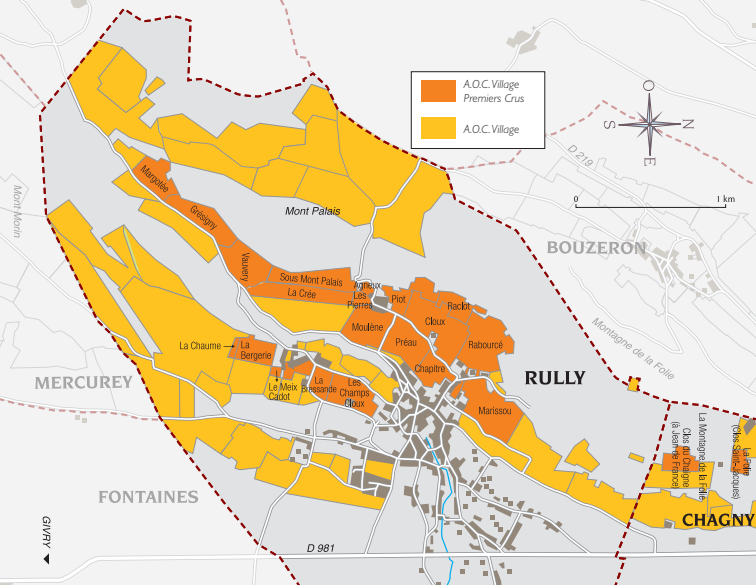 A.O.C. Village
Premiers Crus
A.O.C. Village
O
S
N
E
D 219
0
1 km
Mont Morin
Margotée
Grésigny
Mont Palais
BOUZERON
Vauvery
Sous Mont Palais
La Crée
Agneux
Les
Pierres
Piot
Raclot
Cloux
Moulène
Préau
Rabourcé
Montagne de la Folie
La Chaume
La
Bergerie
Chapitre
RULLY
MERCUREY
Le Meix
Cadot
La
Bressande
Les
Champs
Cloux
Marissou
Clos du Chaigne
(à Jean de France)
La Montagne de la Folie
La Folie
(Clos Saint-Jacques)
FONTAINES
CHAGNY
GIVRY
D 981